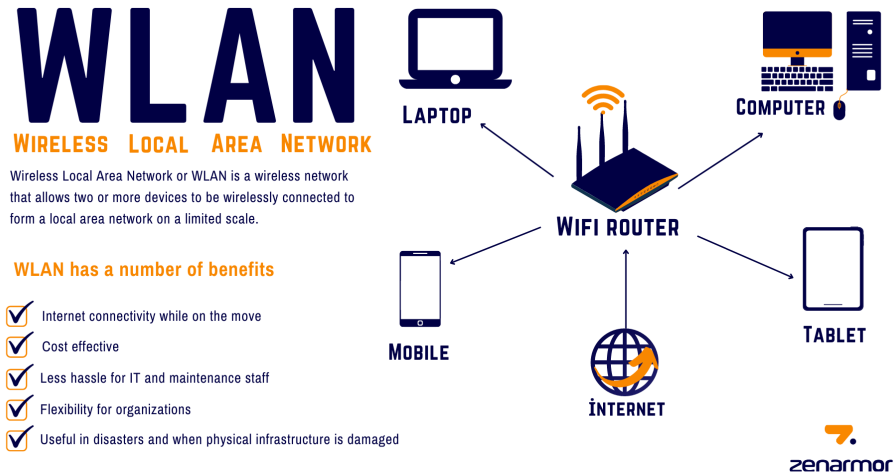 WLAN
WIRELESS LOCAL AREA NETWORK
Wireless Local Area Network or WLAN is a wireless network
that allows two or more devices to be wirelessly connected to
form a local area network on a limited scale.
WLAN has a number of benefits
Internet connectivity while on the move
Cost effective
Less hassle for IT and maintenance staff
Flexibility for organizations
Useful in disasters and when physical infrastructure is damaged
LAPTOP
COMPUTER
WIFI ROUTER
MOBILE
TABLET
İNTERNET
zenarmor